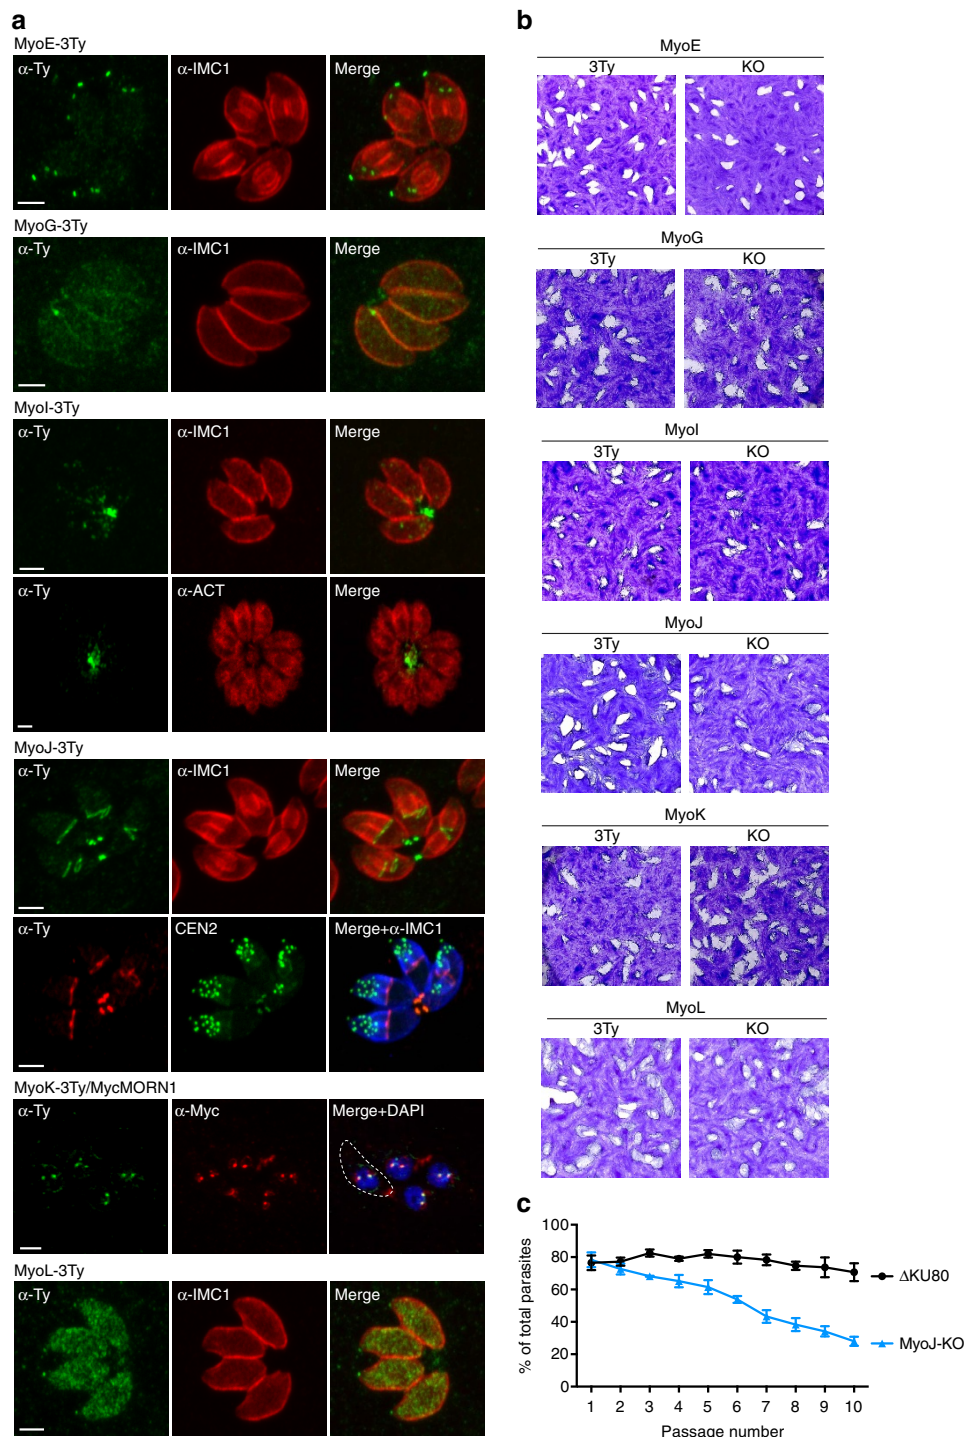 a
MyoE-3Ty
α-Ty α-IMC1 Merge
MyoG-3Ty
α-Ty α-IMC1 Merge
MyoI-3Ty
α-Ty α-IMC1 Merge
α-Ty α-ACT Merge
MyoJ-3Ty
α-Ty α-IMC1 Merge
α-Ty CEN2 Merge+α-IMC1
MyoK-3Ty/MycMORN1
α-Ty α-Myc Merge+DAPI
MyoL-3Ty
α-Ty α-IMC1 Merge
b
MyoE
3Ty KO
MyoG
3Ty KO
MyoI
3Ty KO
MyoJ
3Ty KO
MyoK
3Ty KO
MyoL
3Ty KO
c
% of total parasites
100
80
60
40
20
0
1 2 3 4 5 6 7 8 9 10
Passage number
ΔKU80
MyoJ-KO